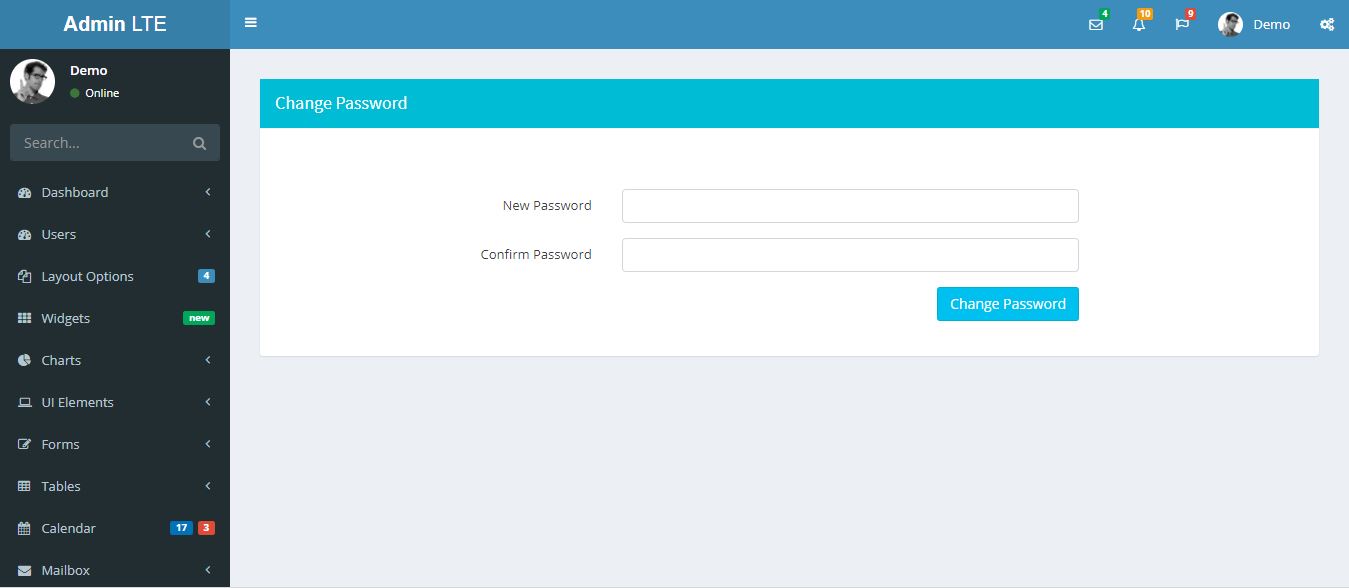 Admin LTE
4
10
9
Demo
Demo
Online
Search...
Dashboard
Users
Layout Options 4
Widgets new
Charts
UI Elements
Forms
Tables
Calendar 17 3
Mailbox
Change Password
New Password
Confirm Password
Change Password